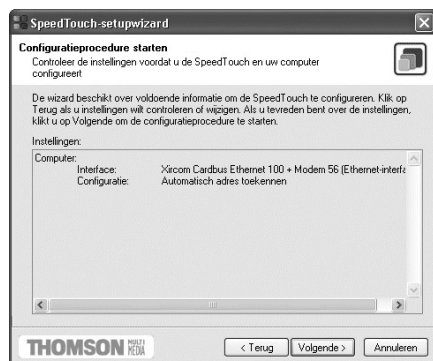 SpeedTouch-setupwizard
Configuratieprocedure starten
Controleer de instellingen voordat u de SpeedTouch en uw computer
configureert
De wizard beschikt over voldoende informatie om de SpeedTouch te configureren. Klik op
Terug als u instellingen wilt controleren of wijzigen. Als u tevreden bent over de instellingen,
klikt u op Volgende om de configuratieprocedure te starten.
Instellingen:
Computer:
Interface: Xircom Cardbus Ethernet 100 + Modem 56 (Ethernet-interfa
Configuratie: Automatisch adres toekennen
THOMSON MULTI MEDIA
< Terug Volgende > Annuleren